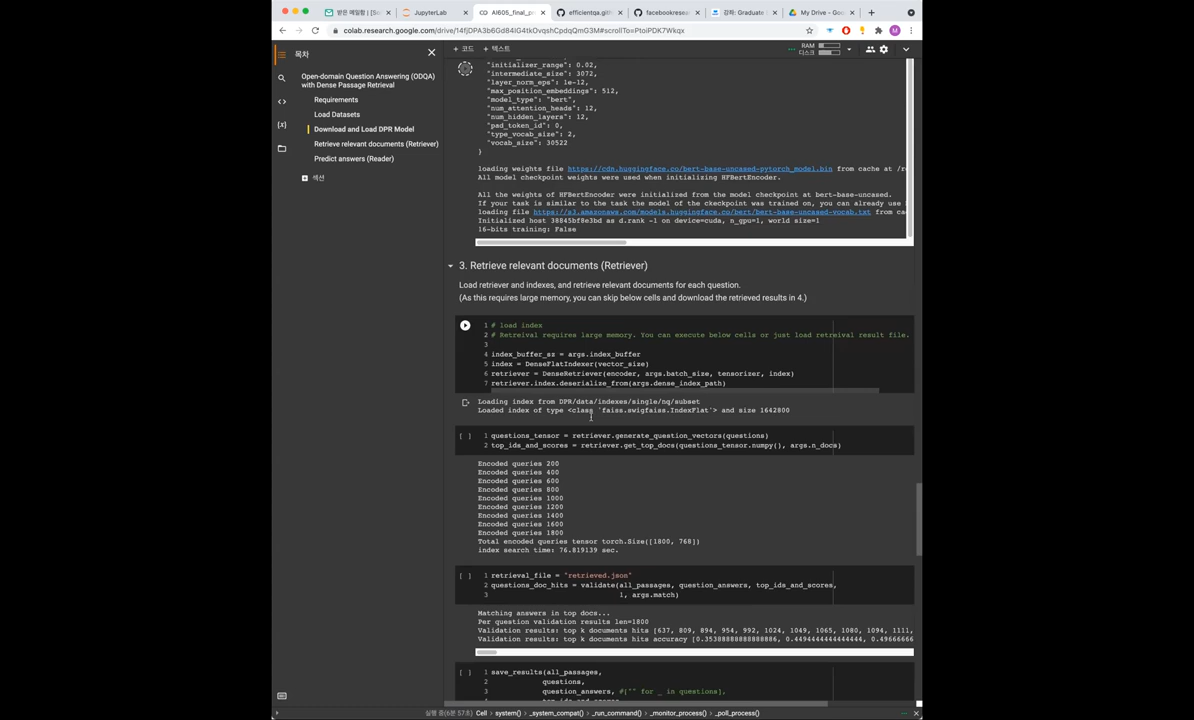 받은 메일함 | [Su
JupyterLab
AI605_final_p
efficientqa.github
facebookresea
-강좌: Graduate
My Drive - Goo
colab.research.google.com/drive/14fjDPA3b6Gd84IG4tkOvqshCpdmQmG3M#scrollTo=PtoiPDK7Wkqx
목차
+ 코드 + 텍스트
RAM
디스크
Open-domain Question Answering (ODQA)
with Dense Passage Retrieval
Requirements
Load Datasets
Download and Load DPR Model
Retrieve relevant documents (Retriever)
Predict answers (Reader)
섹션
"initializer_range": 0.02,
"intermediate_size": 3072,
"layer_norm_eps": 1e-12,
"max_position_embeddings": 512,
"model_type": "bert",
"num_attention_heads": 12,
"num_hidden_layers": 12,
"pad_token_id": 0,
"type_vocab_size": 2,
"vocab_size": 30522
}
loading weights file https://cdn.huggingface.co/bert-base-uncased-pytorch_model.bin from cache at /r
All model checkpoint weights were used when initializing HFBertEncoder.
All the weights of HFBertEncoder were initialized from the model checkpoint at bert-base-uncased.
If your task is similar to the task the model of the ckeckpoint was trained on, you can already use
loading file https://s3.amazonaws.com/models.huggingface.co/bert/bert-base-uncased-vocab.txt from ca
Initialized host 38845bf8e3bd as d.rank -1 on device=cuda, n_gpu=1, world size=1
16-bits training: False
3. Retrieve relevant documents (Retriever)
Load retriever and indexes, and retrieve relevant documents for each question.
(As this requires large memory, you can skip below cells and download the retrieved results in 4.)
1 # load index
2 # Retreival requires large memory. You can execute below cells or just load retreival result file.
3
4 index_buffer_sz = args.index_buffer
5 index = DenseFlatIndexer(vector_size)
6 retriever = DenseRetriever(encoder, args.batch_size, tensorizer, index)
7 retriever.index.deserialize_from(args.dense_index_path)
Loading index from DPR/data/indexes/single/nq/subset
Loaded index of type <class 'faiss.swigfaiss.IndexFlat'> and size 1642800
[ ] 1 questions_tensor = retriever.generate_question_vectors(questions)
2 top_ids_and_scores = retriever.get_top_docs(questions_tensor.numpy(), args.n_docs)
Encoded queries 200
Encoded queries 400
Encoded queries 600
Encoded queries 800
Encoded queries 1000
Encoded queries 1200
Encoded queries 1400
Encoded queries 1600
Encoded queries 1800
Total encoded queries tensor torch.Size([1800, 768])
index search time: 76.819139 sec.
[ ] 1 retrieval_file = "retrieved.json"
2 questions_doc_hits = validate(all_passages, question_answers, top_ids_and_scores,
3 1, args.match)
Matching answers in top docs...
Per question validation results len=1800
Validation results: top k documents hits [637, 809, 894, 954, 992, 1024, 1049, 1065, 1080, 1094, 1111,
Validation results: top k documents hits accuracy [0.35388888888888886, 0.4494444444444444, 0.49666666
[ ] 1 save_results(all_passages,
2 questions,
3 question_answers, #["" for _ in questions],
실행 중(6분 57초) Cell > system() > _system_compat() > _run_command() > _monitor_process() > _poll_process()